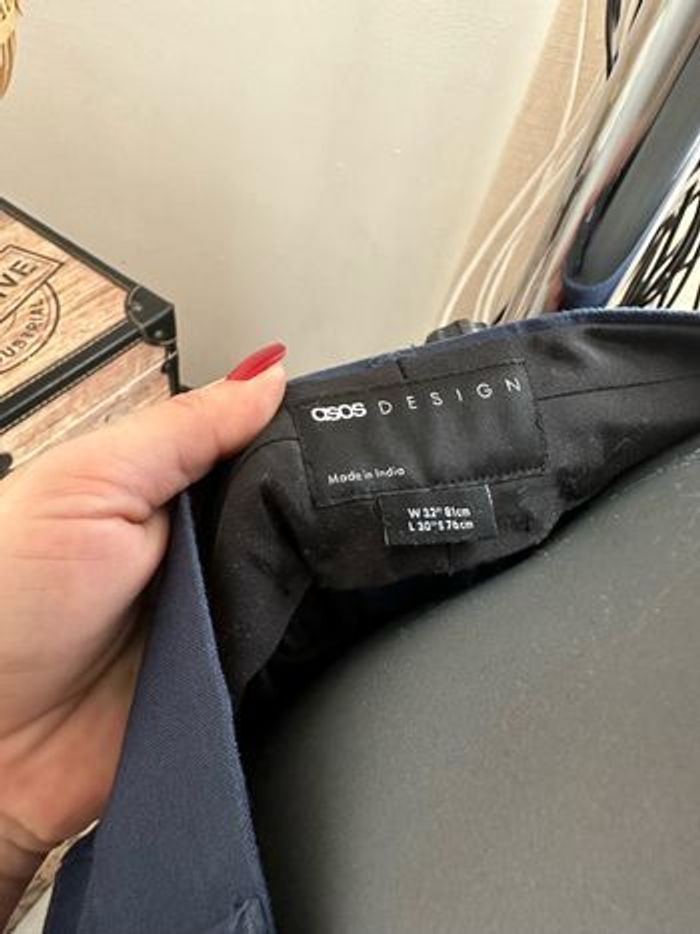 asos DESIGN
Made in India
W 32" 81cm
L 30"S 76cm